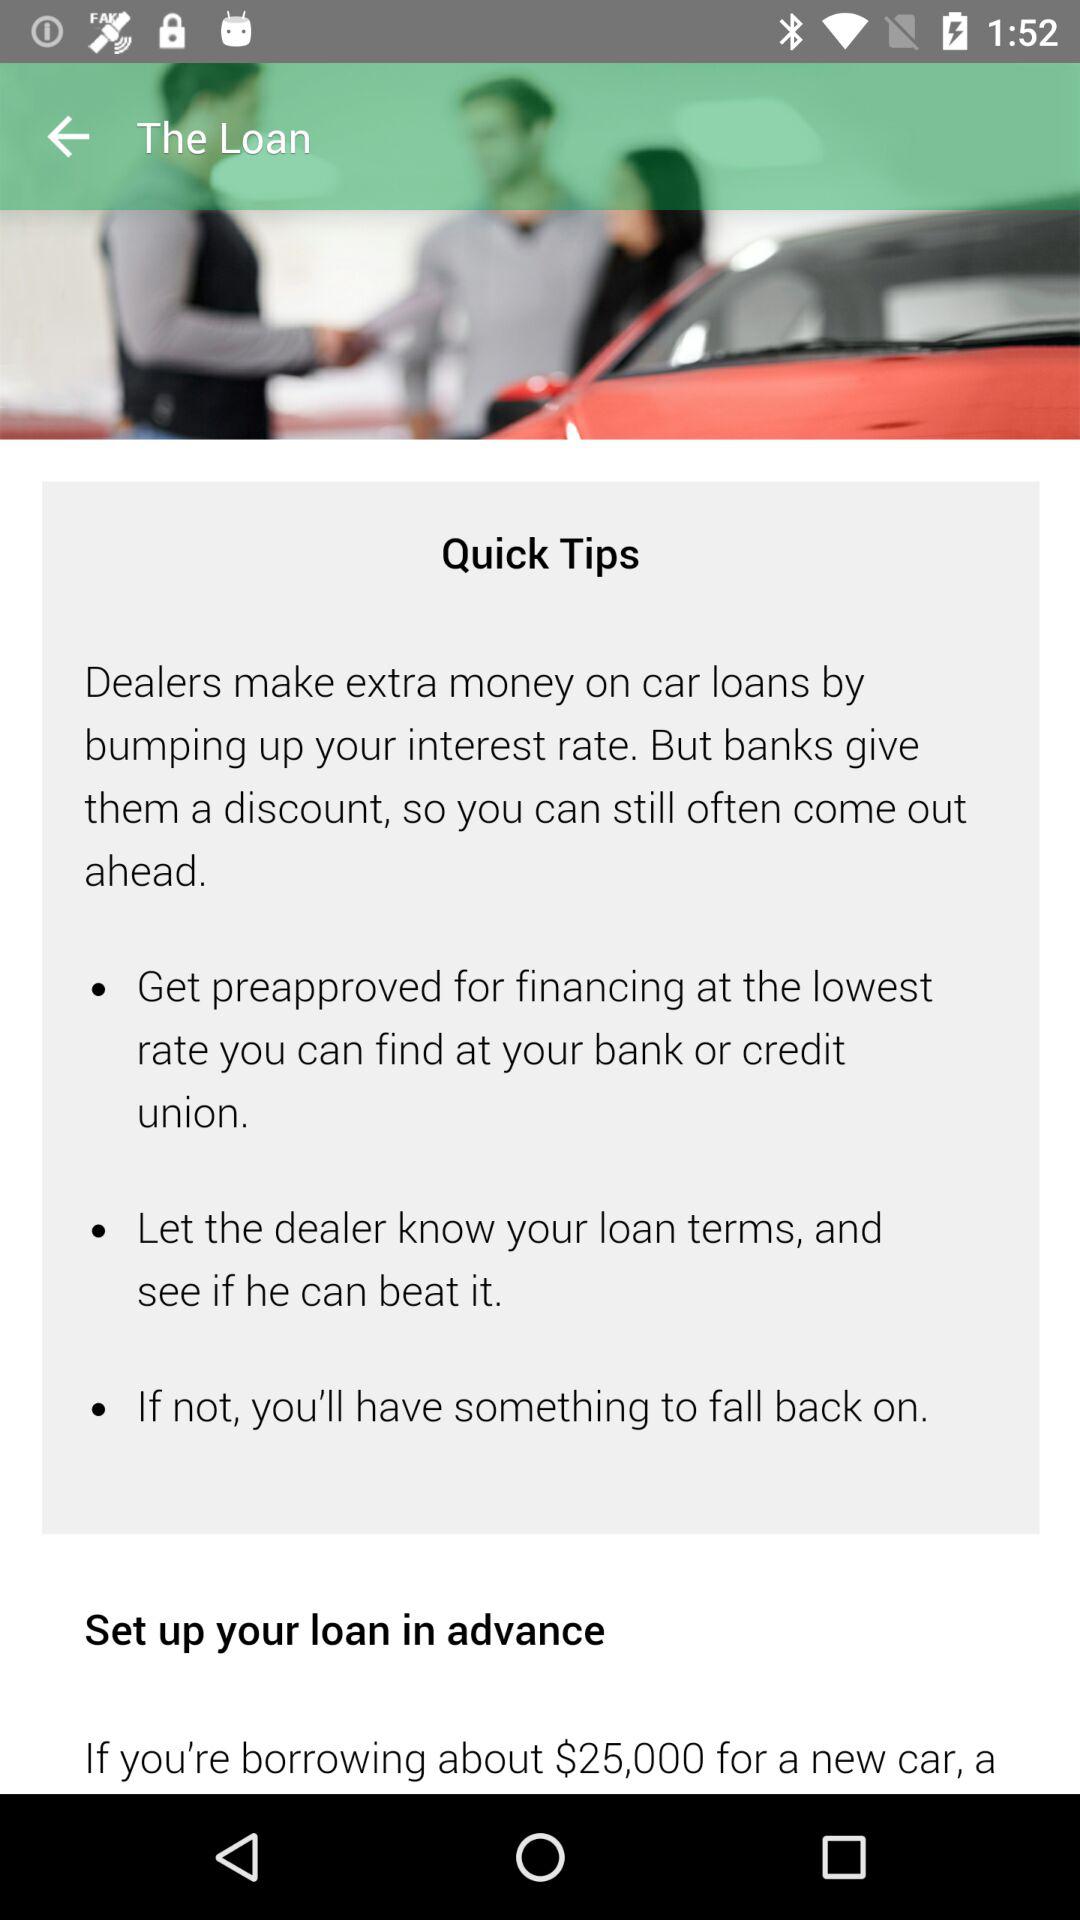 FAKE
1:52
The Loan
Quick Tips
Dealers make extra money on car loans by
bumping up your interest rate. But banks give
them a discount, so you can still often come out
ahead.
• Get preapproved for financing at the lowest
rate you can find at your bank or credit
union.
• Let the dealer know your loan terms, and
see if he can beat it.
• If not, you’ll have something to fall back on.
Set up your loan in advance
If you’re borrowing about $25,000 for a new car, a